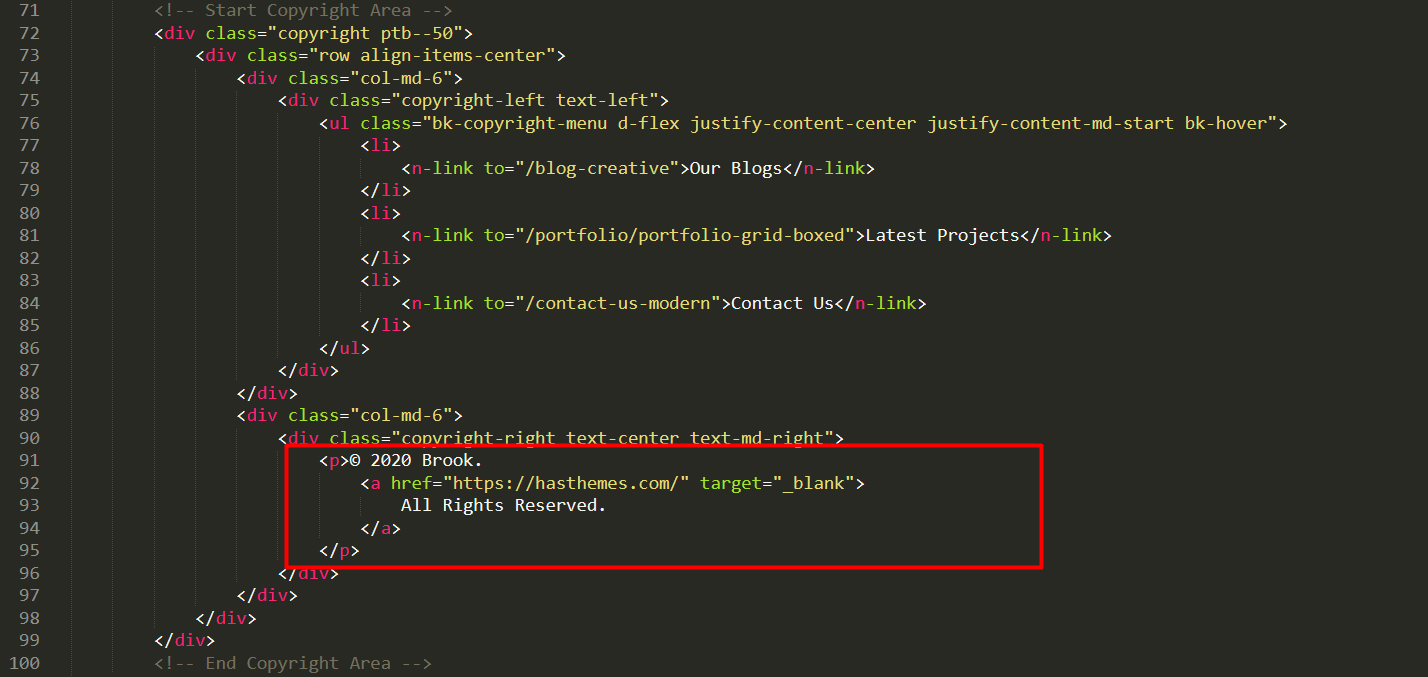 71 <!-- Start Copyright Area -->
72 <div class="copyright ptb--50">
73 <div class="row align-items-center">
74 <div class="col-md-6">
75 <div class="copyright-left text-left">
76 <ul class="bk-copyright-menu d-flex justify-content-center justify-content-md-start bk-hover">
77 <li>
78 <n-link to="/blog-creative">Our Blogs</n-link>
79 </li>
80 <li>
81 <n-link to="/portfolio/portfolio-grid-boxed">Latest Projects</n-link>
82 </li>
83 <li>
84 <n-link to="/contact-us-modern">Contact Us</n-link>
85 </li>
86 </ul>
87 </div>
88 </div>
89 <div class="col-md-6">
90 <div class="copyright-right text-center text-md-right">
91 <p>© 2020 Brook.
92 <a href="https://hasthemes.com/" target="_blank">
93 All Rights Reserved.
94 </a>
95 </p>
96 </div>
97 </div>
98 </div>
99 </div>
100 <!-- End Copyright Area -->